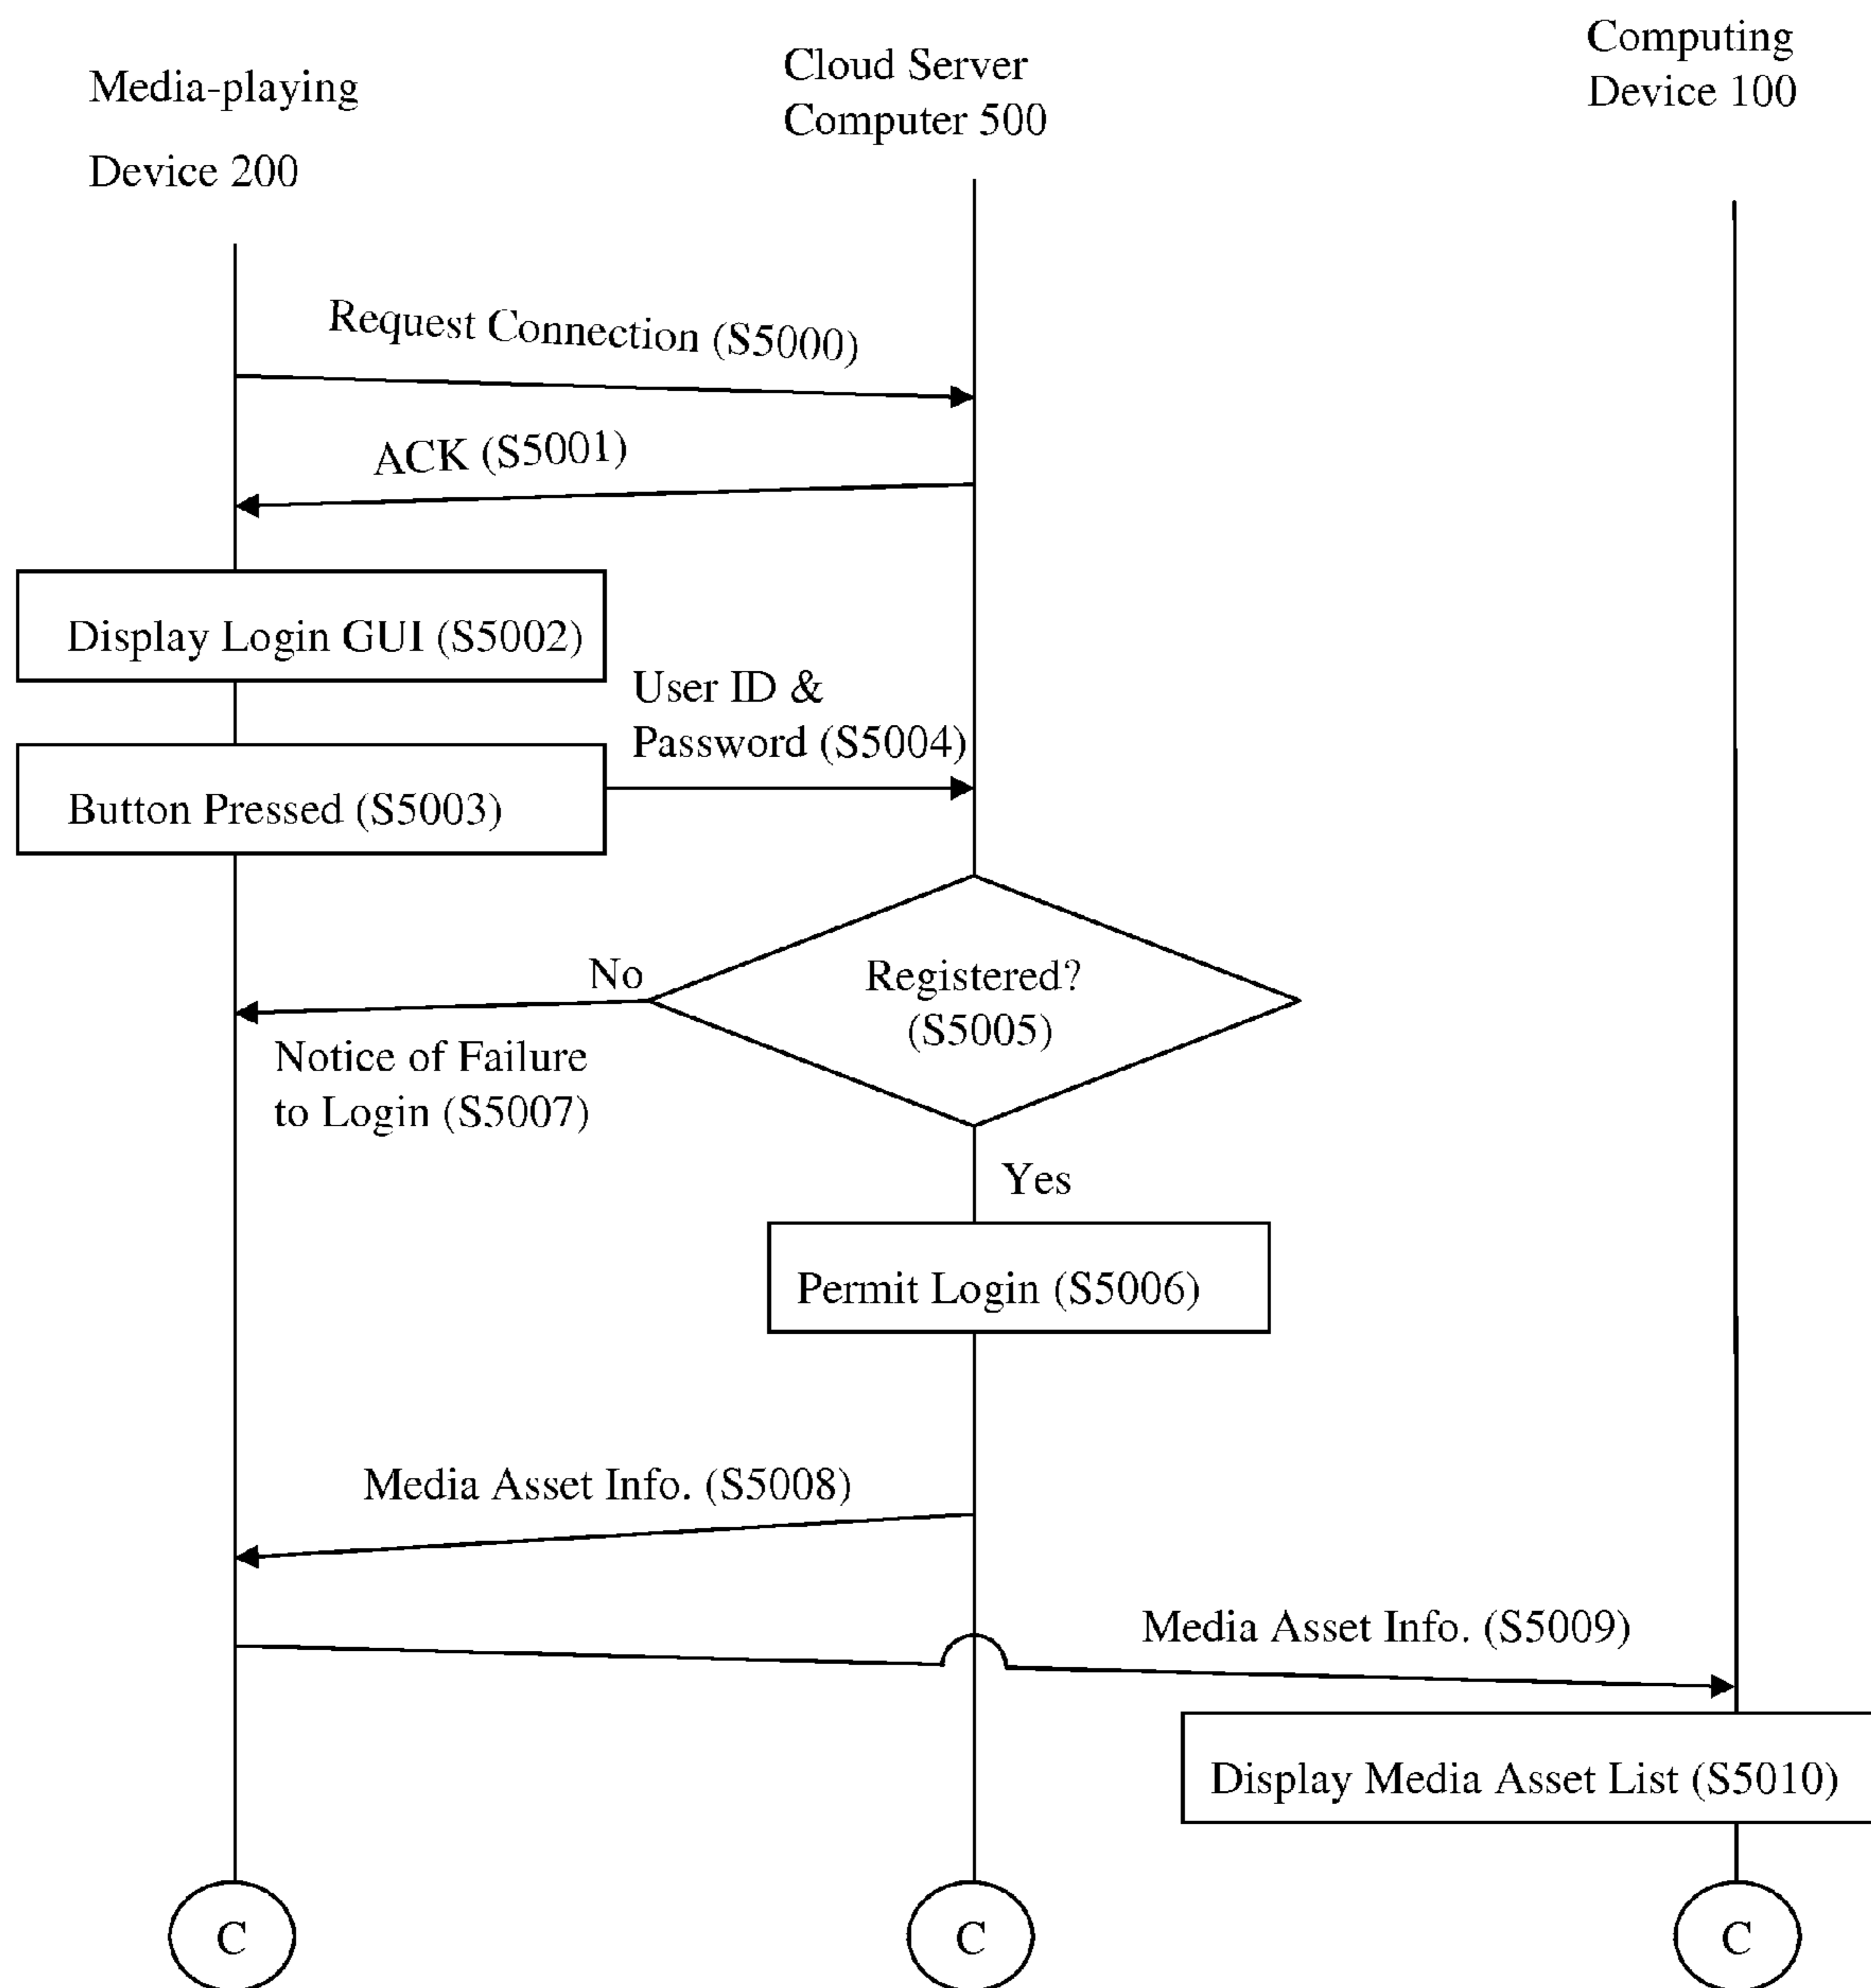 Media-playing
Device 200
Cloud Server
Computer 500
Computing
Device 100
Request Connection (S5000)
ACK (S5001)
Display Login GUI (S5002)
User ID &
Password (S5004)
Button Pressed (S5003)
Registered?
(S5005)
No
Notice of Failure
to Login (S5007)
Yes
Permit Login (S5006)
Media Asset Info. (S5008)
Media Asset Info. (S5009)
Display Media Asset List (S5010)
C
C
C